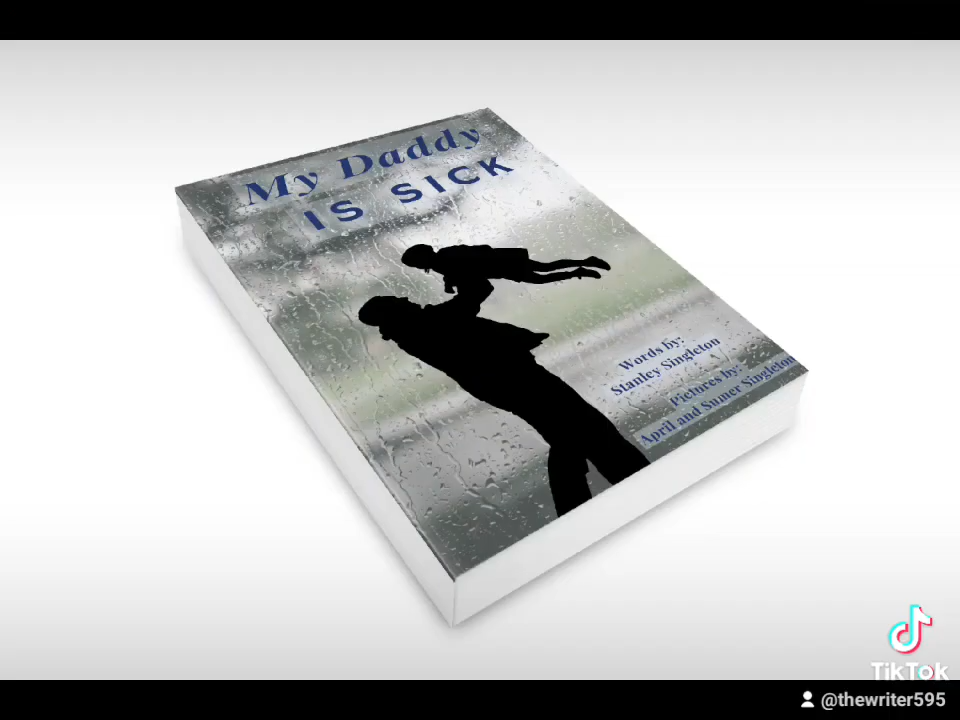 My Daddy
IS SICK
Words by:
Stanley Singleton
Pictures by:
April and Sumer Singleton
TikTok
@thewriter595